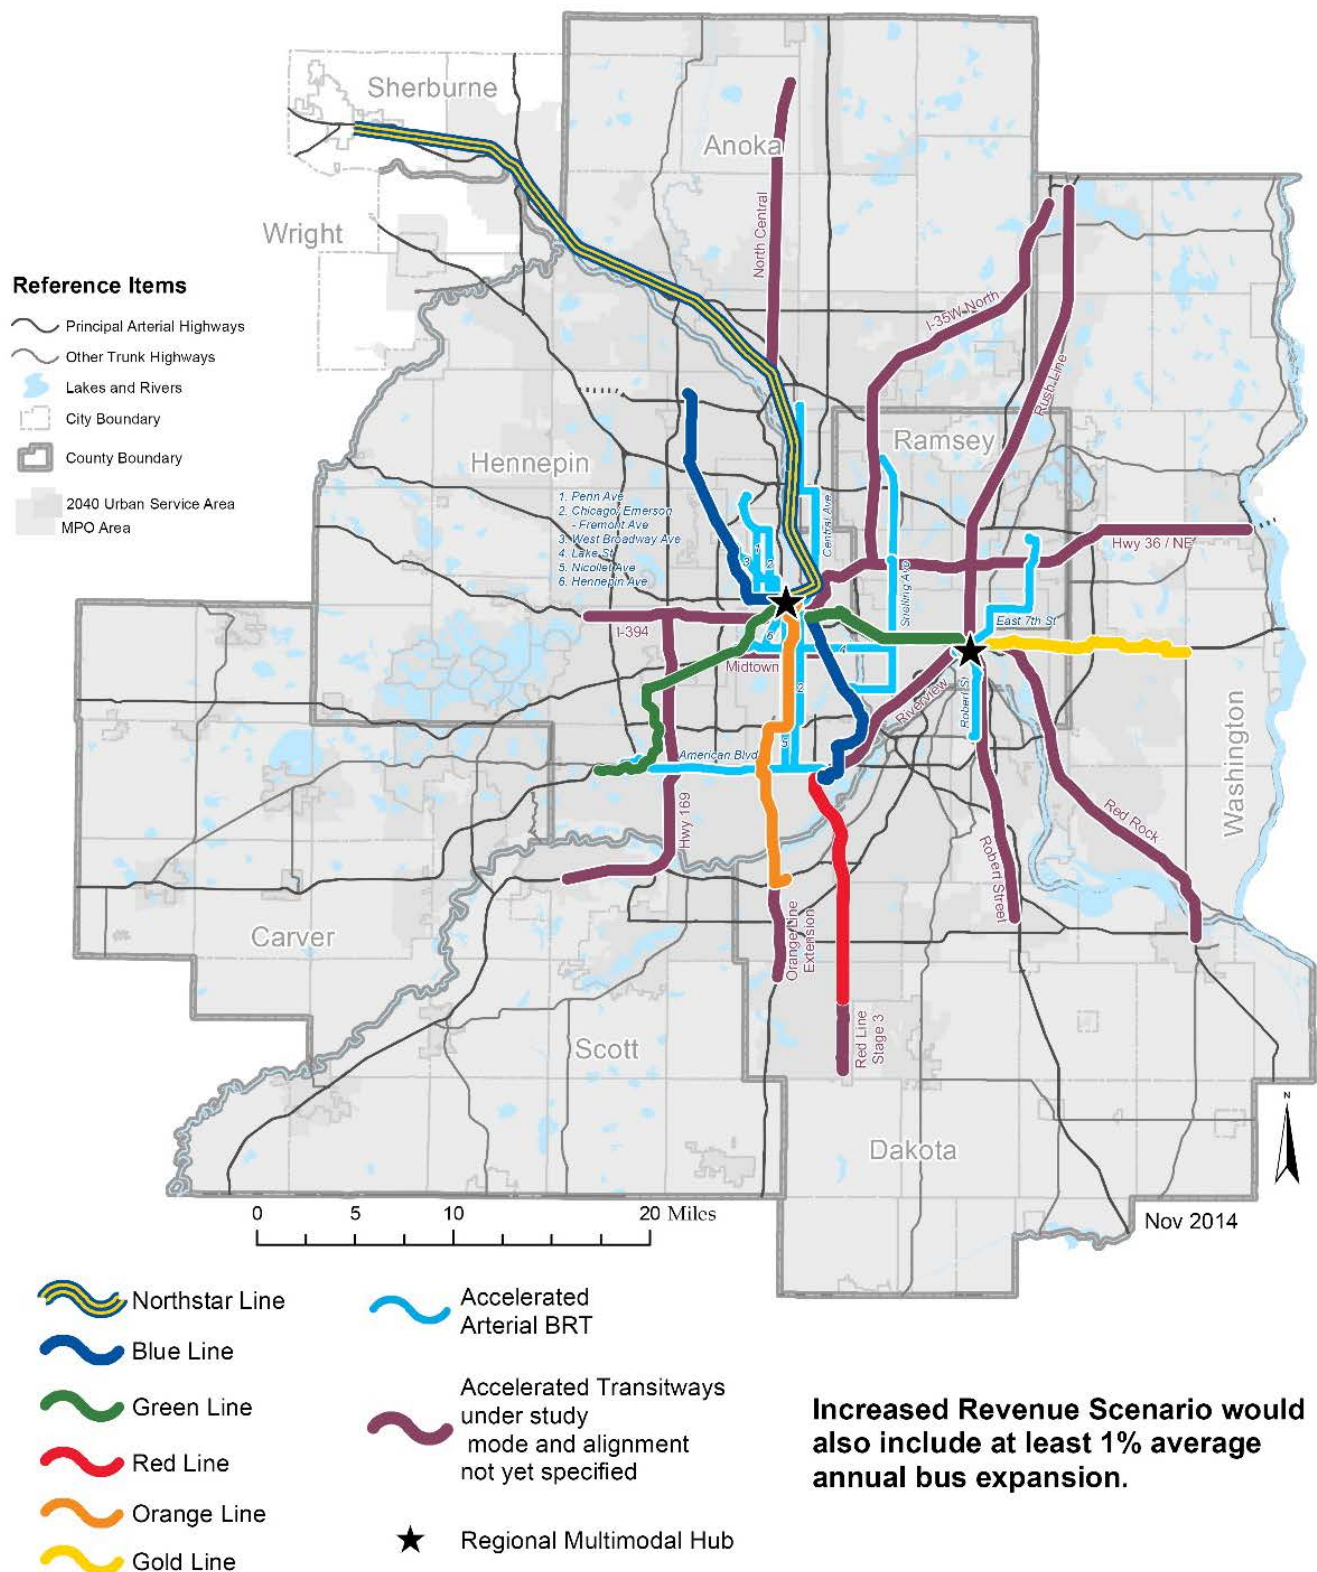 Sherburne
Anoka
Wright
North Central
Reference Items
Principal Arterial Highways
Other Trunk Highways
Lakes and Rivers
City Boundary
County Boundary
2040 Urban Service Area
MPO Area
I-35W North
Rush Line
Ramsey
Hennepin
1. Penn Ave
2. Chicago/ Emerson
- Fremont Ave
3. West Broadway Ave
4. Lake St
5. Nicollet Ave
6. Hennepin Ave
Central Ave
Hwy 36 / NE
1
3
2
Snelling Ave
East 7th St
I-394
6
4
Midtown
2
5
Riverview
Robert St
American Blvd
Washington
Hwy 169
Red Rock
Robert Street
Orange Line
Extension
Carver
Red Line
Stage 3
Scott
Dakota
N
0 5 10 20 Miles
Nov 2014
Northstar Line
Blue Line
Green Line
Red Line
Orange Line
Gold Line
Accelerated
Arterial BRT
Accelerated Transitways
under study
mode and alignment
not yet specified
Regional Multimodal Hub
Increased Revenue Scenario would
also include at least 1% average
annual bus expansion.